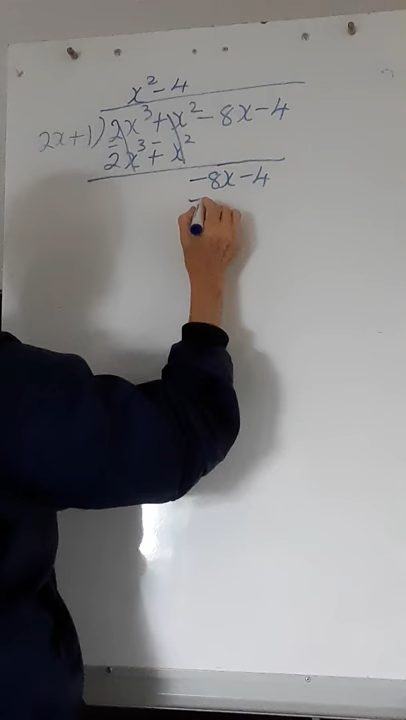 x² - 4
2x+1) 2x³ + x² - 8x - 4
2x³ + x²
-8x - 4
-